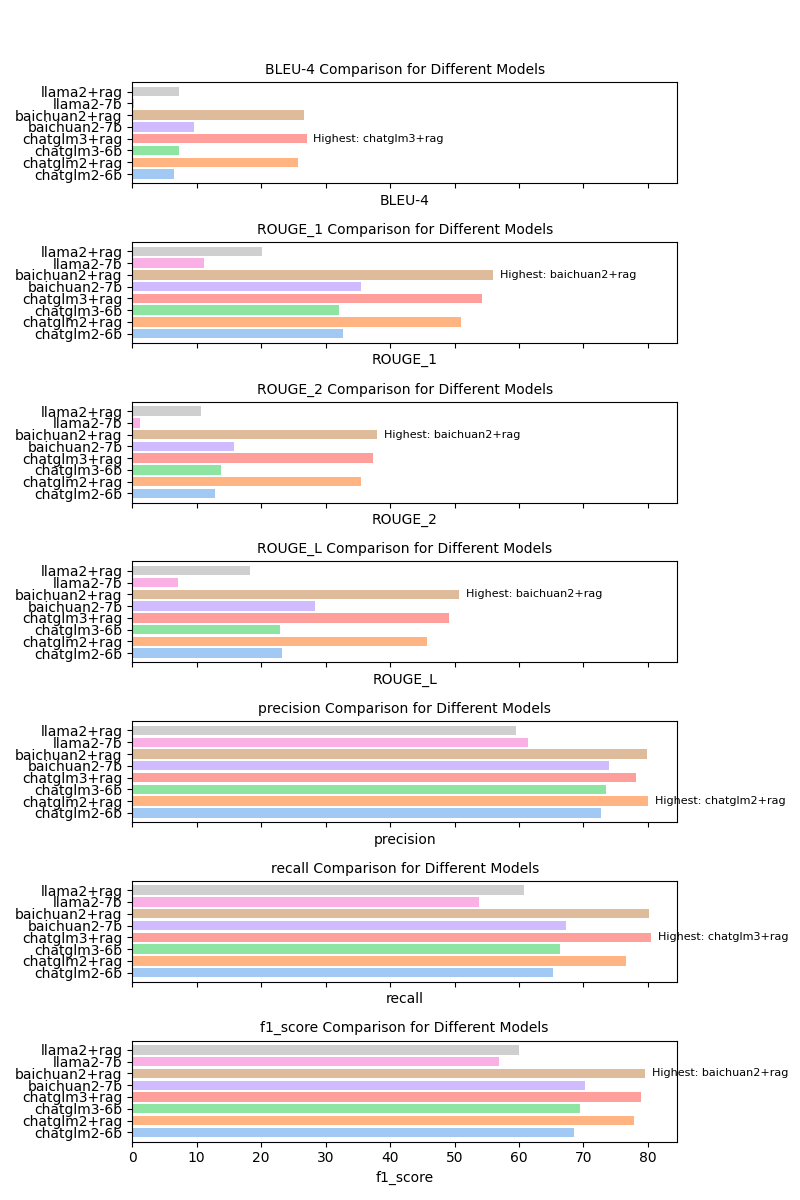 BLEU-4 Comparison for Different Models
llama2+rag
llama2-7b
baichuan2+rag
baichuan2-7b
chatglm3+rag Highest: chatglm3+rag
chatglm3-6b
chatglm2+rag
chatglm2-6b
BLEU-4
ROUGE_1 Comparison for Different Models
llama2+rag
llama2-7b
baichuan2+rag Highest: baichuan2+rag
baichuan2-7b
chatglm3+rag
chatglm3-6b
chatglm2+rag
chatglm2-6b
ROUGE_1
ROUGE_2 Comparison for Different Models
llama2+rag
llama2-7b
baichuan2+rag Highest: baichuan2+rag
baichuan2-7b
chatglm3+rag
chatglm3-6b
chatglm2+rag
chatglm2-6b
ROUGE_2
ROUGE_L Comparison for Different Models
llama2+rag
llama2-7b
baichuan2+rag Highest: baichuan2+rag
baichuan2-7b
chatglm3+rag
chatglm3-6b
chatglm2+rag
chatglm2-6b
ROUGE_L
precision Comparison for Different Models
llama2+rag
llama2-7b
baichuan2+rag
baichuan2-7b
chatglm3+rag
chatglm3-6b
chatglm2+rag Highest: chatglm2+rag
chatglm2-6b
precision
recall Comparison for Different Models
llama2+rag
llama2-7b
baichuan2+rag
baichuan2-7b
chatglm3+rag Highest: chatglm3+rag
chatglm3-6b
chatglm2+rag
chatglm2-6b
recall
f1_score Comparison for Different Models
llama2+rag
llama2-7b
baichuan2+rag Highest: baichuan2+rag
baichuan2-7b
chatglm3+rag
chatglm3-6b
chatglm2+rag
chatglm2-6b
0 10 20 30 40 50 60 70 80
f1_score